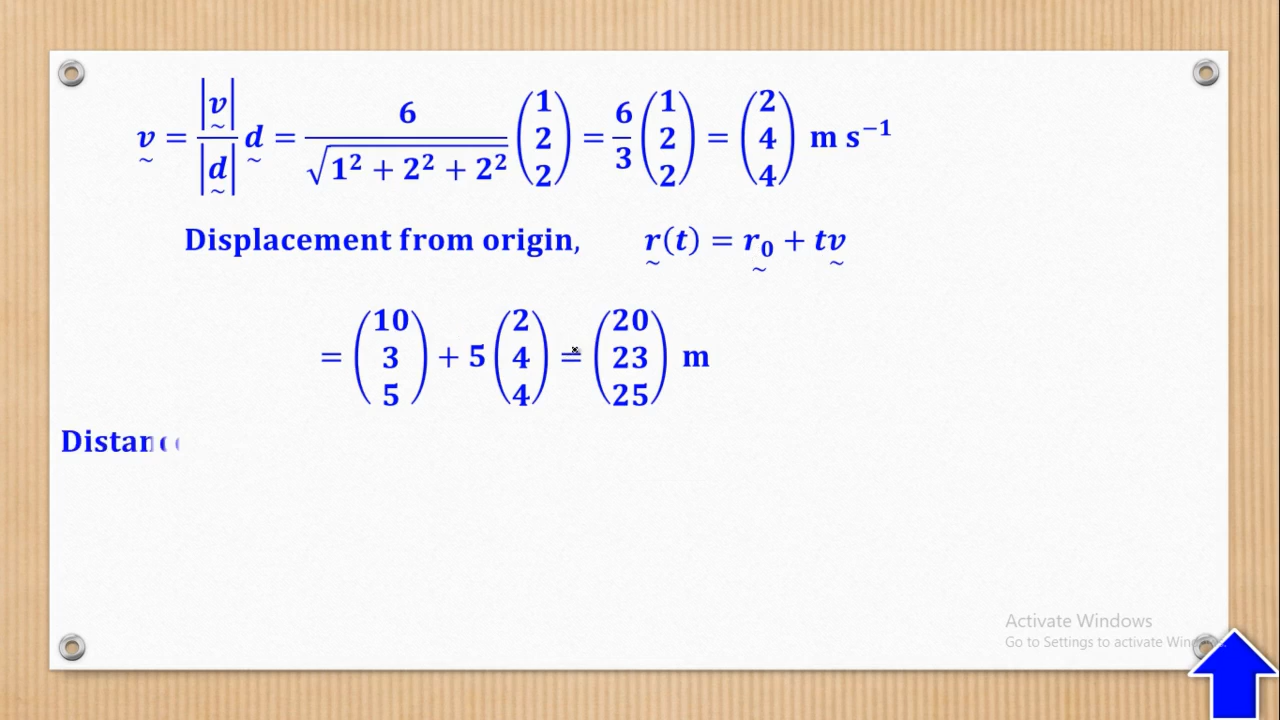 v = |v| / |d| d = 6 / √(1² + 2² + 2²) (1 2 2) = 6/3 (1 2 2) = (2 4 4) m s⁻¹
Displacement from origin, r(t) = r₀ + tv
= (10 3 5) + 5 (2 4 4) = (20 23 25) m
Activate Windows
Go to Settings to activate Windows.